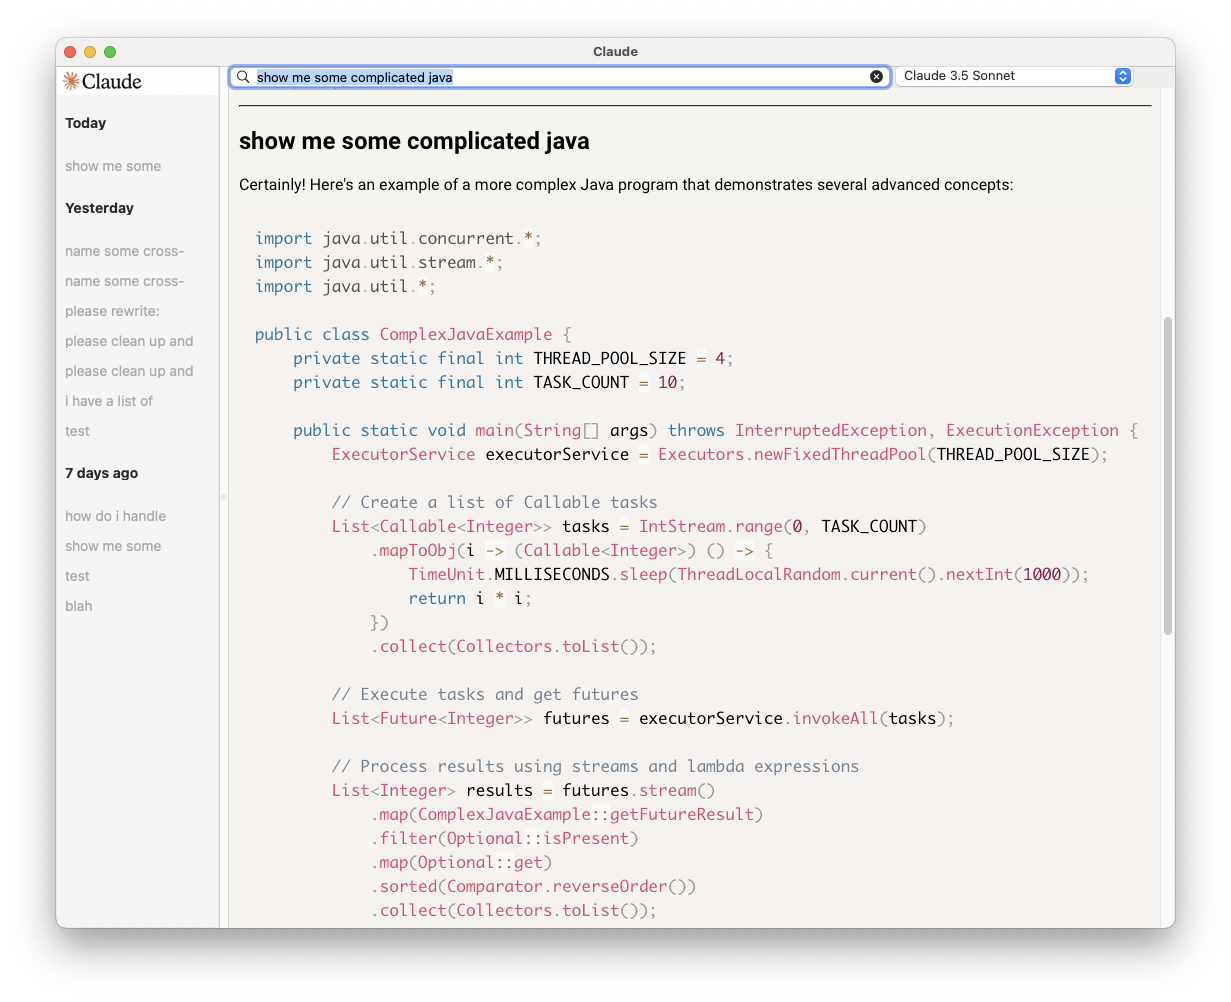 Claude
Claude
show me some complicated java
Claude 3.5 Sonnet
Today
show me some
Yesterday
name some cross-
name some cross-
please rewrite:
please clean up and
please clean up and
i have a list of
test
7 days ago
how do i handle
show me some
test
blah
show me some complicated java
Certainly! Here's an example of a more complex Java program that demonstrates several advanced concepts:
import java.util.concurrent.*;
import java.util.stream.*;
import java.util.*;
public class ComplexJavaExample {
    private static final int THREAD_POOL_SIZE = 4;
    private static final int TASK_COUNT = 10;
    public static void main(String[] args) throws InterruptedException, ExecutionException {
        ExecutorService executorService = Executors.newFixedThreadPool(THREAD_POOL_SIZE);
        // Create a list of Callable tasks
        List<Callable<Integer>> tasks = IntStream.range(0, TASK_COUNT)
            .mapToObj(i -> (Callable<Integer>) () -> {
                TimeUnit.MILLISECONDS.sleep(ThreadLocalRandom.current().nextInt(1000));
                return i * i;
            })
            .collect(Collectors.toList());
        // Execute tasks and get futures
        List<Future<Integer>> futures = executorService.invokeAll(tasks);
        // Process results using streams and lambda expressions
        List<Integer> results = futures.stream()
            .map(ComplexJavaExample::getFutureResult)
            .filter(Optional::isPresent)
            .map(Optional::get)
            .sorted(Comparator.reverseOrder())
            .collect(Collectors.toList());